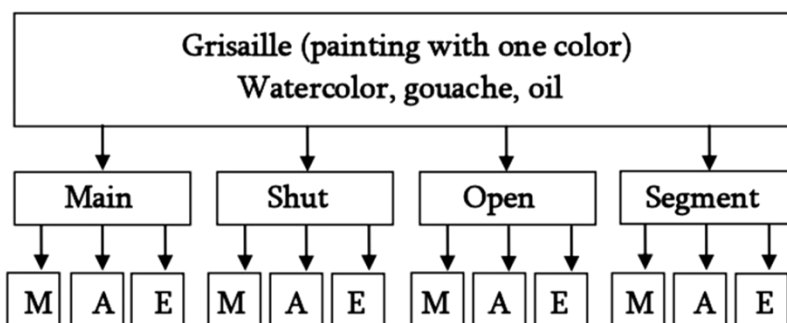 Grisaille (painting with one color)
Watercolor, gouache, oil
Main Shut Open Segment
M A E M A E M A E M A E